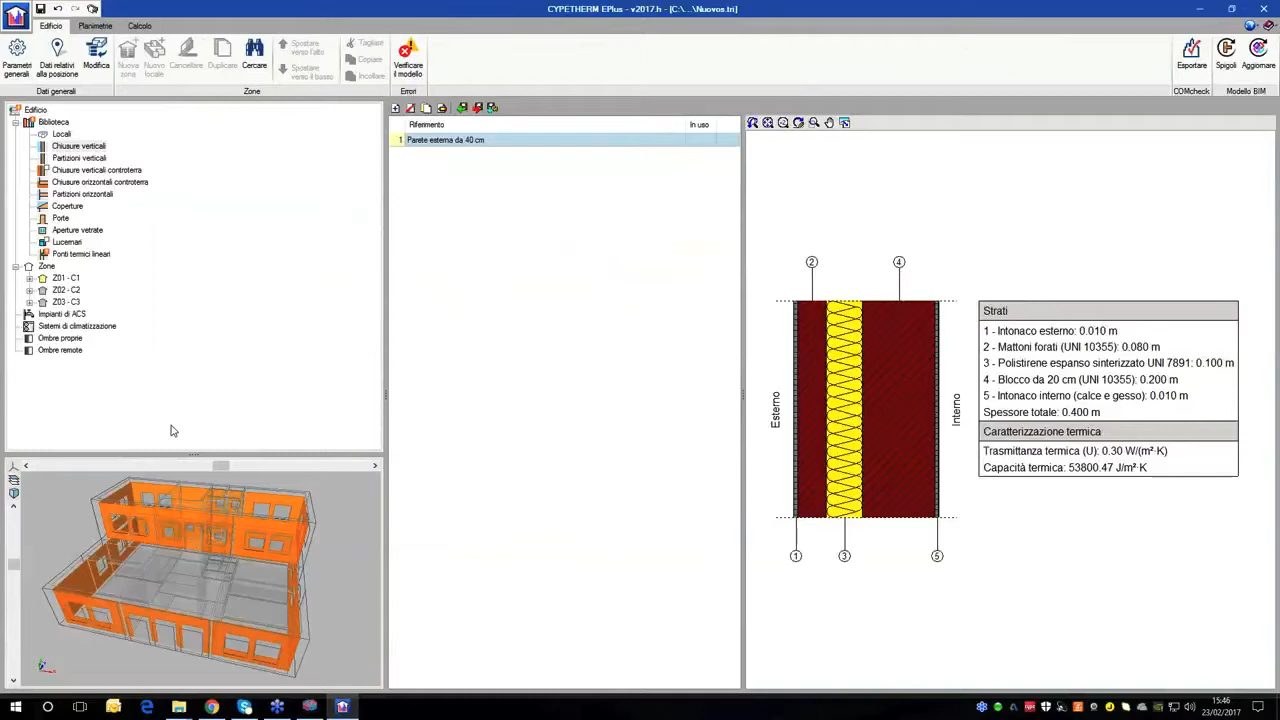 CYPETHERM EPlus - v2017.h - [C:\...\Nuovos.tri]
Edificio
Planimetrie
Calcolo
Parametri generali
Dati relativi alla posizione
Modifica
Nuova zona
Nuovo locale
Cancellare
Duplicare
Cercare
Spostare verso l'alto
Spostare verso il basso
Tagliare
Copiare
Incollare
Verificare il modello
Esportare
Spigoli
Aggiornare
Dati generali
Zone
Errori
COMcheck
Modello BIM
Edificio
Biblioteca
Locali
Chiusure verticali
Partizioni verticali
Chiusure verticali controterra
Chiusure orizzontali controterra
Partizioni orizzontali
Coperture
Porte
Aperture vetrate
Lucernari
Ponti termici lineari
Zone
Z01 - C1
Z02 - C2
Z03 - C3
Impianti di ACS
Sistemi di climatizzazione
Ombre proprie
Ombre remote
Riferimento
In uso
1 Parete esterna da 40 cm
2
4
Esterno
Interno
1
3
5
Strati
1 - Intonaco esterno: 0.010 m
2 - Mattoni forati (UNI 10355): 0.080 m
3 - Polistirene espanso sinterizzato UNI 7891: 0.100 m
4 - Blocco da 20 cm (UNI 10355): 0.200 m
5 - Intonaco interno (calce e gesso): 0.010 m
Spessore totale: 0.400 m
Caratterizzazione termica
Trasmittanza termica (U): 0.30 W/(m²·K)
Capacità termica: 53800.47 J/m²·K
15:46
23/02/2017